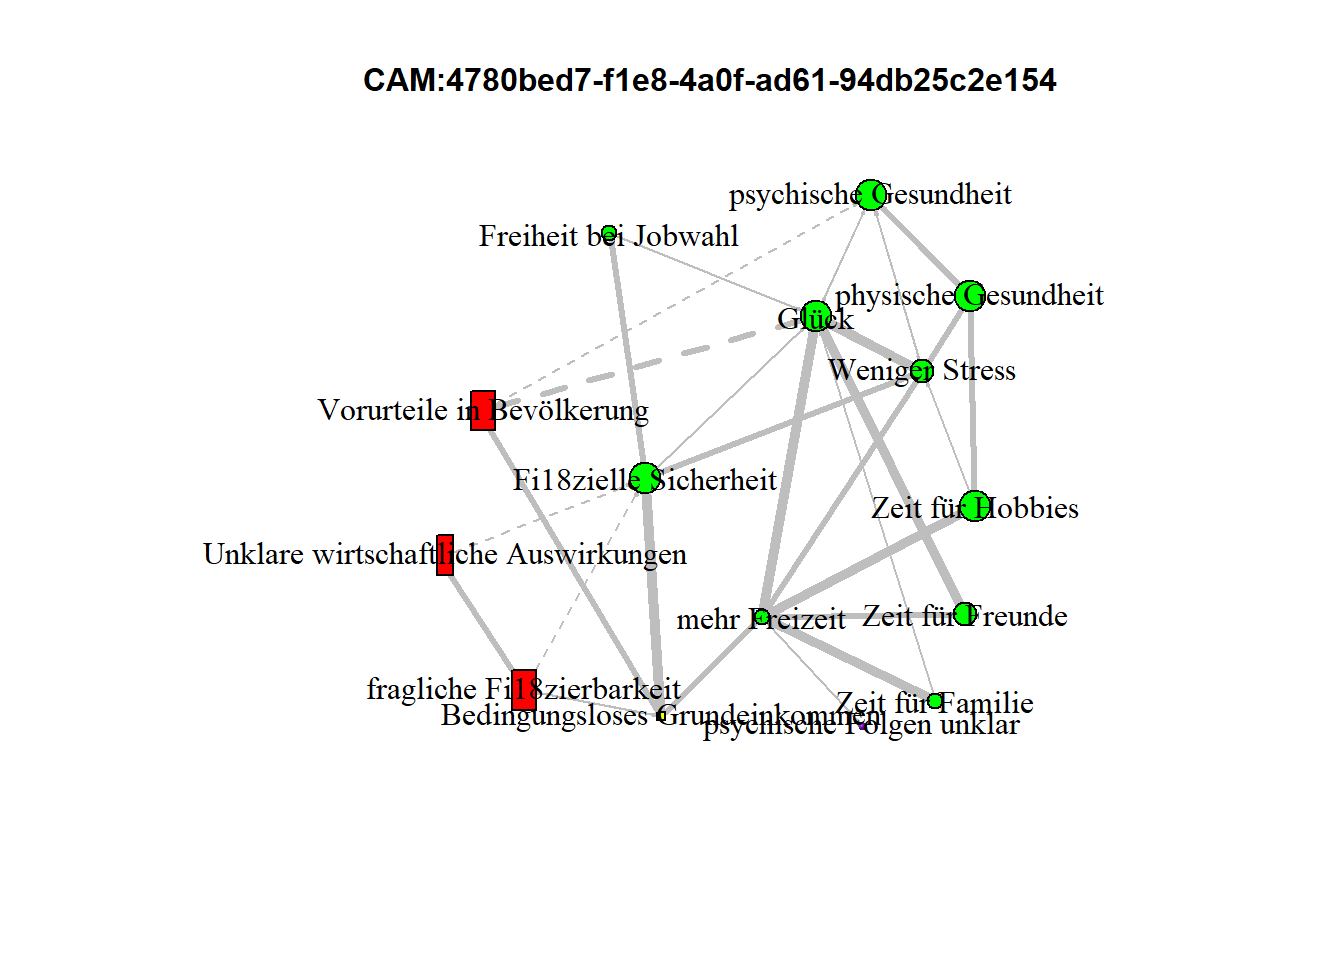 CAM:4780bed7-f1e8-4a0f-ad61-94db25c2e154
psychische Gesundheit
Freiheit bei Jobwahl
physische Gesundheit
Glück
Weniger Stress
Vorurteile in Bevölkerung
Fi18zielle Sicherheit
Zeit für Hobbies
Unklare wirtschaftliche Auswirkungen
mehr Freizeit
Zeit für Freunde
fragliche Fi18zierbarkeit
Zeit für Familie
Bedingungsloses Grundeinkommen
psychische Folgen unklar